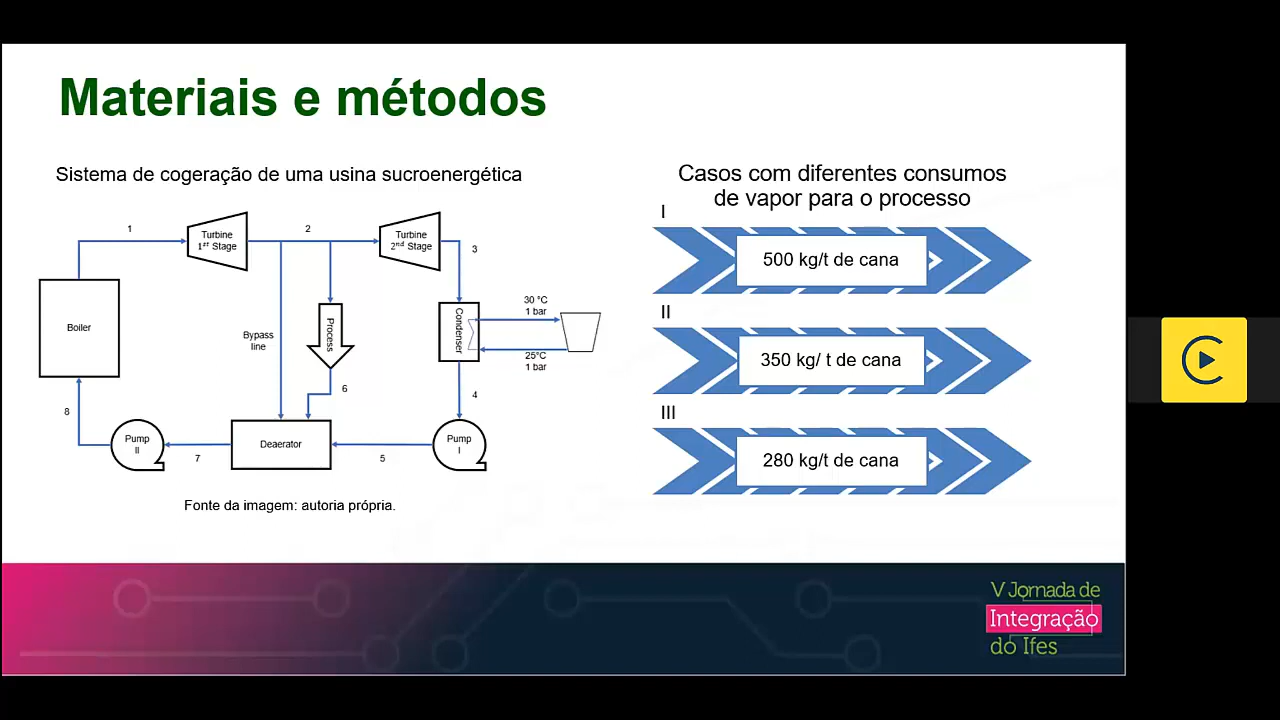 Materiais e métodos
Sistema de cogeração de uma usina sucroenergética
1
Turbine
1st Stage
2
Turbine
2nd Stage
3
Boiler
Bypass
line
Process
Condenser
30 °C
1 bar
25°C
1 bar
6
4
8
Pump
II
7
Deaerator
5
Pump
I
Fonte da imagem: autoria própria.
Casos com diferentes consumos
de vapor para o processo
I
500 kg/t de cana
II
350 kg/ t de cana
III
280 kg/t de cana
V Jornada de
Integração
do Ifes